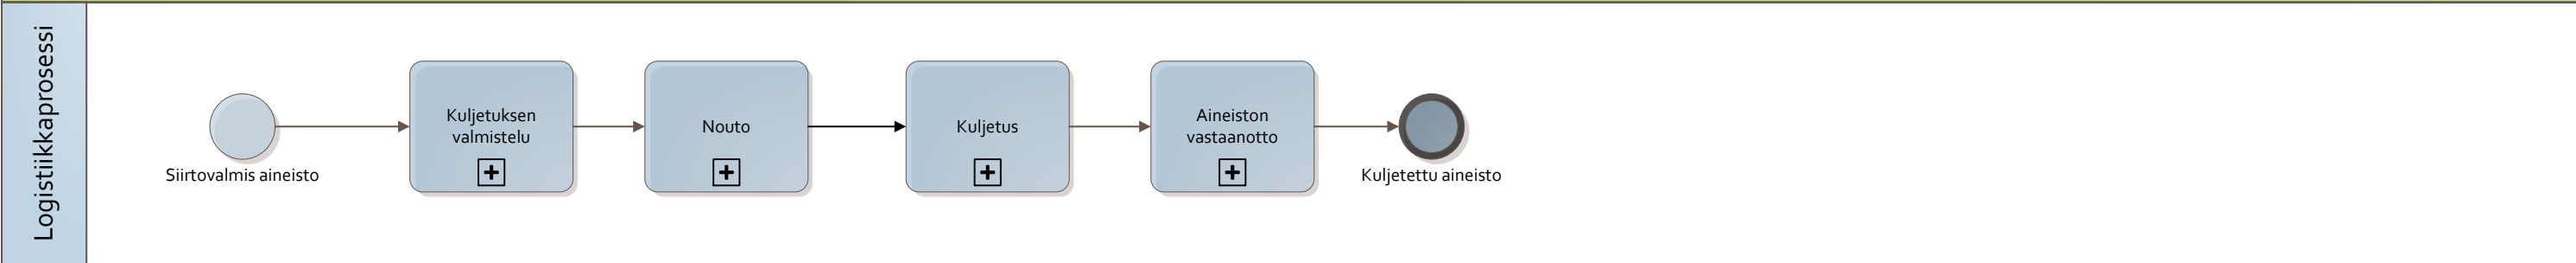 Logistiikkaprosessi
Siirtovalmis aineisto
Kuljetuksen
valmistelu
Nouto
Kuljetus
Aineiston
vastaanotto
Kuljetettu aineisto